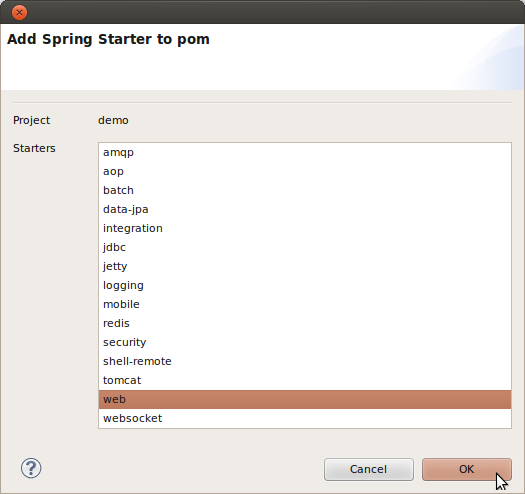 Add Spring Starter to pom
Project demo
Starters
amqp
aop
batch
data-jpa
integration
jdbc
jetty
logging
mobile
redis
security
shell-remote
tomcat
web
websocket
?
Cancel OK